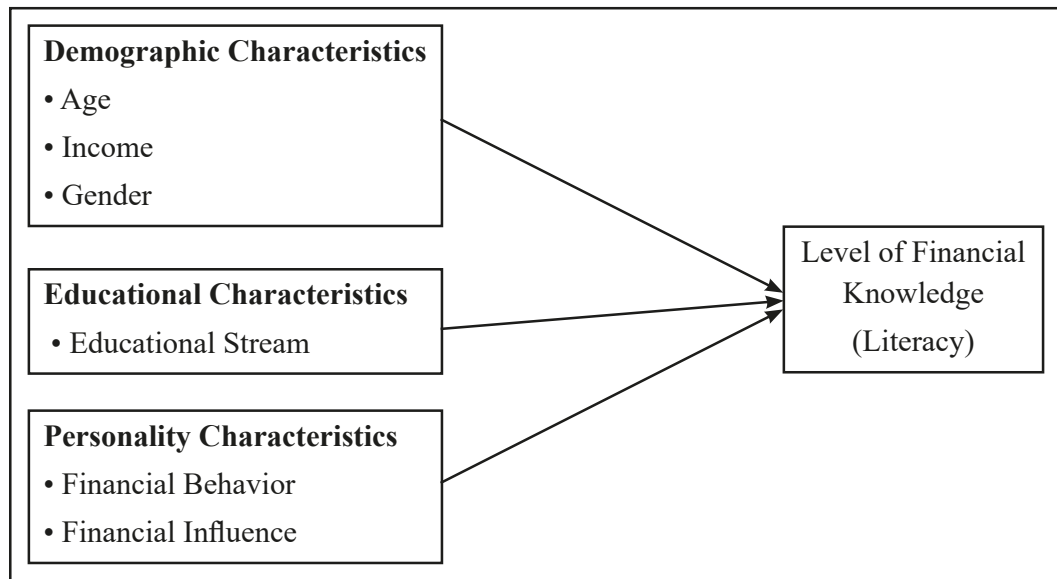 Demographic Characteristics
• Age
• Income
• Gender
Educational Characteristics
• Educational Stream
Personality Characteristics
• Financial Behavior
• Financial Influence
Level of Financial
Knowledge
(Literacy)